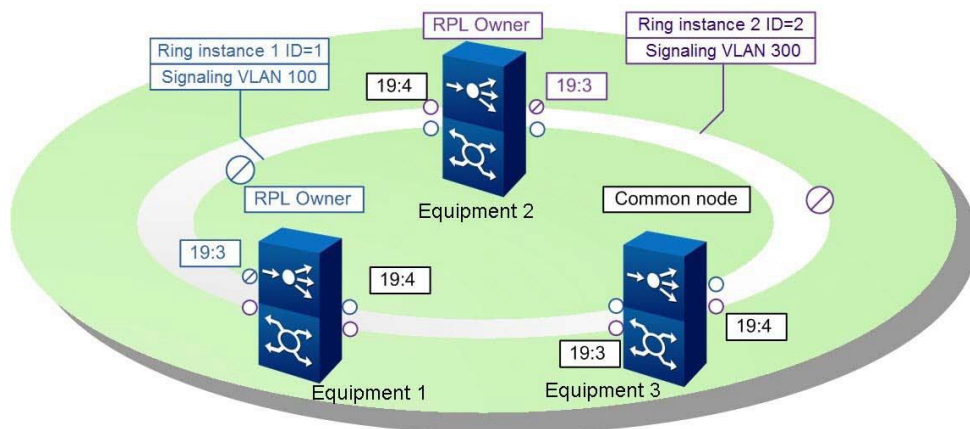 RPL Owner
Ring instance 2 ID=2
Signaling VLAN 300
Ring instance 1 ID=1
Signaling VLAN 100
19:4
19:3
RPL Owner
Equipment 2
Common node
19:3
19:4
19:4
19:3
Equipment 1
Equipment 3